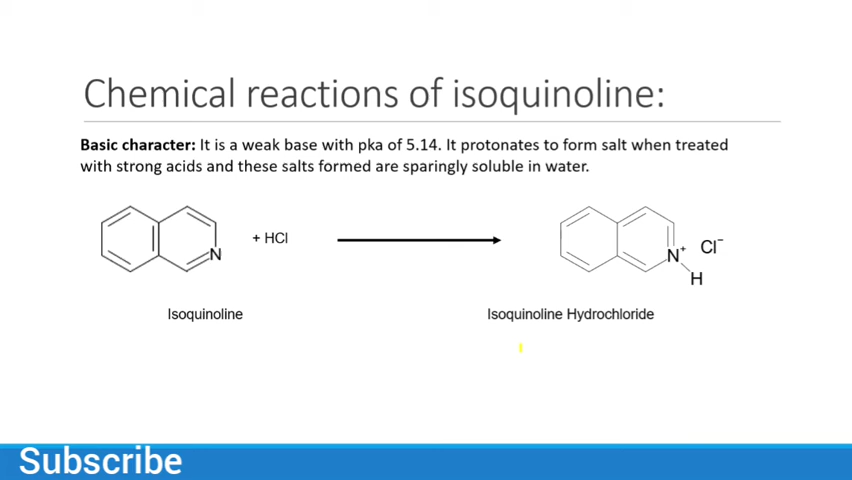 Chemical reactions of isoquinoline:
Basic character: It is a weak base with pka of 5.14. It protonates to form salt when treated
with strong acids and these salts formed are sparingly soluble in water.
N
+ HCl
N+
H
Cl−
Isoquinoline
Isoquinoline Hydrochloride
Subscribe